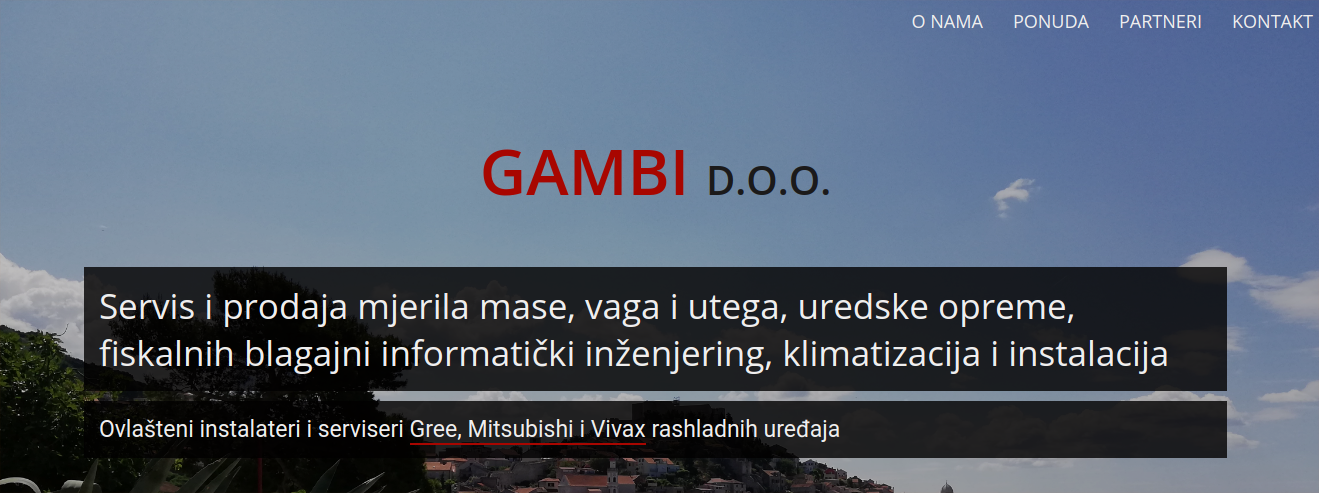 O NAMA PONUDA PARTNERI KONTAKT
GAMBI D.O.O.
Servis i prodaja mjerila mase, vaga i utega, uredske opreme,
fiskalnih blagajni informatički inženjering, klimatizacija i instalacija
Ovlašteni instalateri i serviseri Gree, Mitsubishi i Vivax rashladnih uređaja